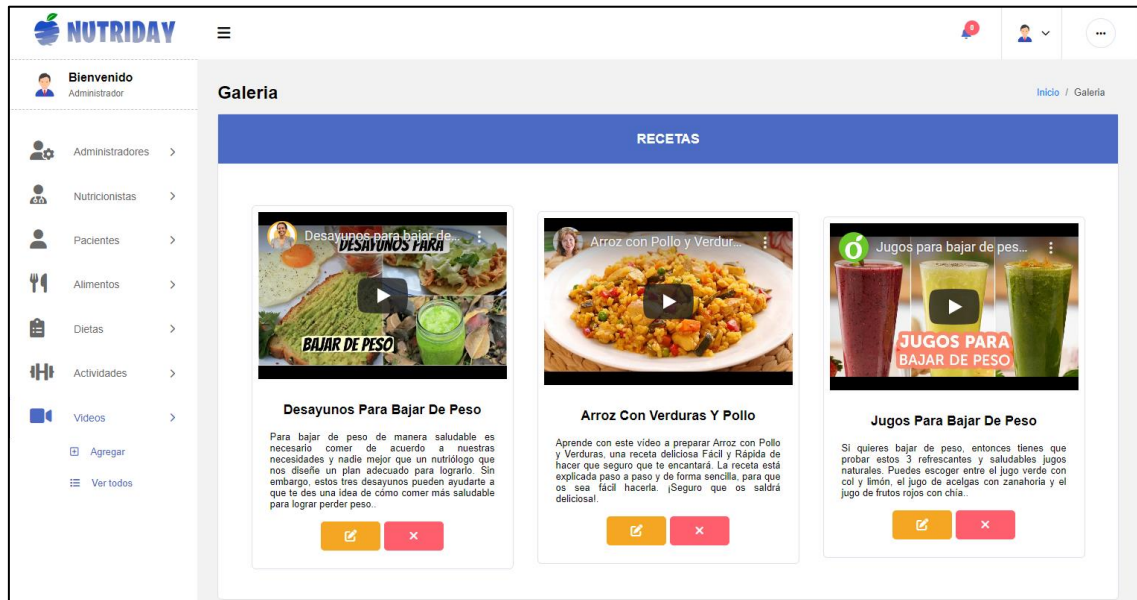 NUTRIDAY
6
Bienvenido
Administrador
Galeria
Inicio / Galeria
Administradores
Nutricionistas
Pacientes
Alimentos
Dietas
Actividades
Videos
Agregar
Ver todos
RECETAS
Desayunos para bajar de...
DESAYUNOS PARA
BAJAR DE PESO
Desayunos Para Bajar De Peso
Para bajar de peso de manera saludable es
necesario comer de acuerdo a nuestras
necesidades y nadie mejor que un nutriólogo que
nos diseñe un plan adecuado para lograrlo. Sin
embargo, estos tres desayunos pueden ayudarte a
que te des una idea de cómo comer más saludable
para lograr perder peso..
Arroz con Pollo y Verdur...
Arroz Con Verduras Y Pollo
Aprende con este vídeo a preparar Arroz con Pollo
y Verduras, una receta deliciosa Fácil y Rápida de
hacer que seguro que te encantará. La receta está
explicada paso a paso y de forma sencilla, para que
os sea fácil hacerla. ¡Seguro que os saldrá
deliciosa!.
Jugos para bajar de pes...
JUGOS PARA
BAJAR DE PESO
Jugos Para Bajar De Peso
Si quieres bajar de peso, entonces tienes que
probar estos 3 refrescantes y saludables jugos
naturales. Puedes escoger entre el jugo verde con
col y limón, el jugo de acelgas con zanahoria y el
jugo de frutos rojos con chía..